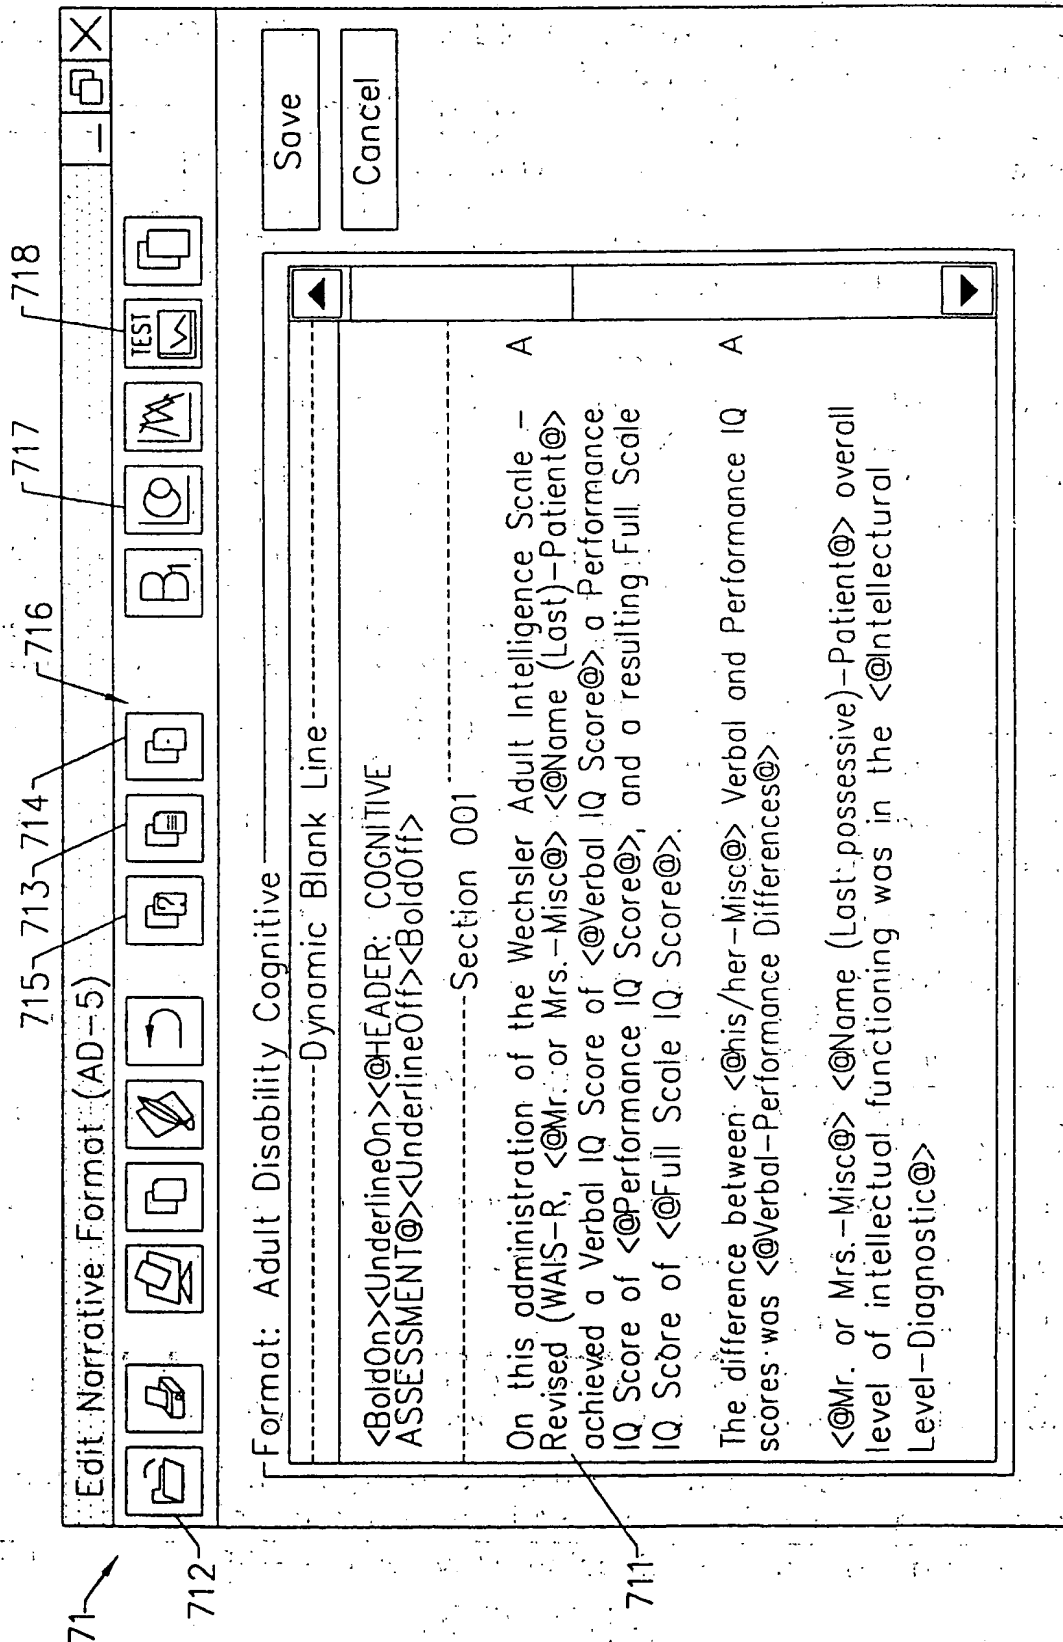 71
715 713 714 716 717 718
Edit Narrative Format (AD-5)
712
B1
TEST
Format: Adult Disability Cognitive
Save
Cancel
Dynamic Blank Line
<BoldOn><UnderlineOn><@HEADER: COGNITIVE
ASSESSMENT@><UnderlineOff><BoldOff>
Section 001
On this administration of the Wechsler Adult Intelligence Scale - A
Revised (WAIS-R, <@Mr. or Mrs.-Misc@> <@Name (Last)-Patient@>
achieved a Verbal IQ Score of <@Verbal IQ Score@> a Performance
IQ Score of <@Performance IQ Score@>, and a resulting Full Scale
IQ Score of <@Full Scale IQ Score@>.
The difference between <@his/her-Misc@> Verbal and Performance IQ A
scores was <@Verbal-Performance Differences@>
<@Mr. or Mrs.-Misc@> <@Name (Last possessive)-Patient@> overall
level of intellectual functioning was in the <@Intellectural
Level-Diagnostic@>
711